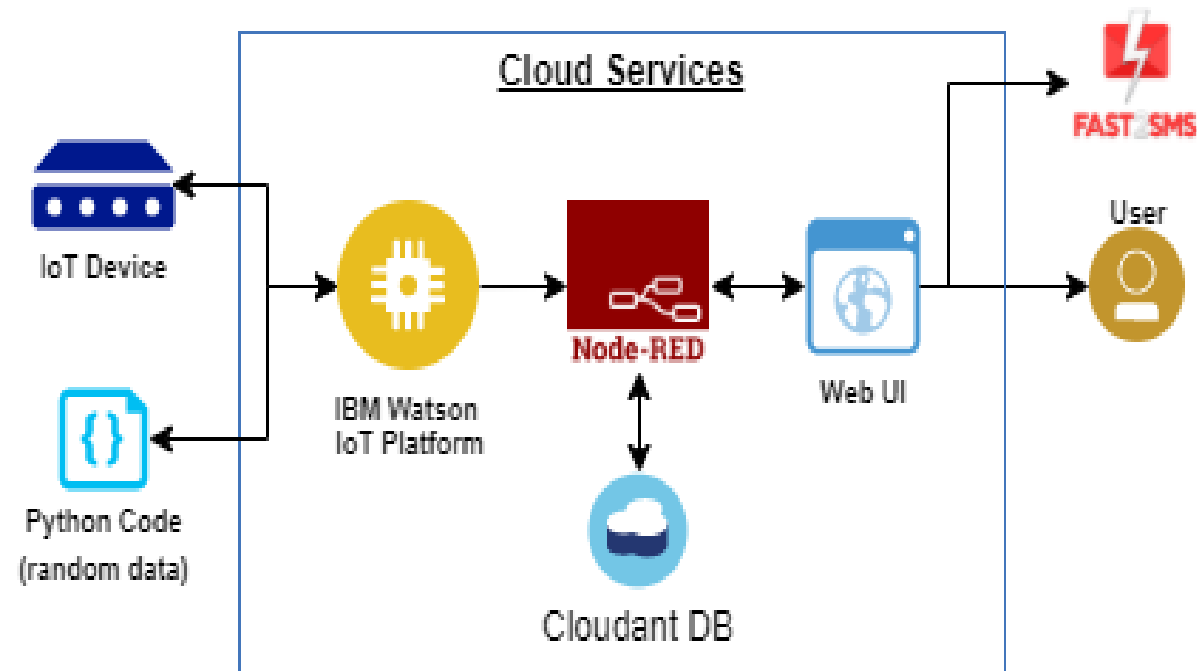 Cloud Services
FAST2SMS
IoT Device
User
Node-RED
IBM Watson
IoT Platform
Web UI
Python Code
(random data)
Cloudant DB
{}